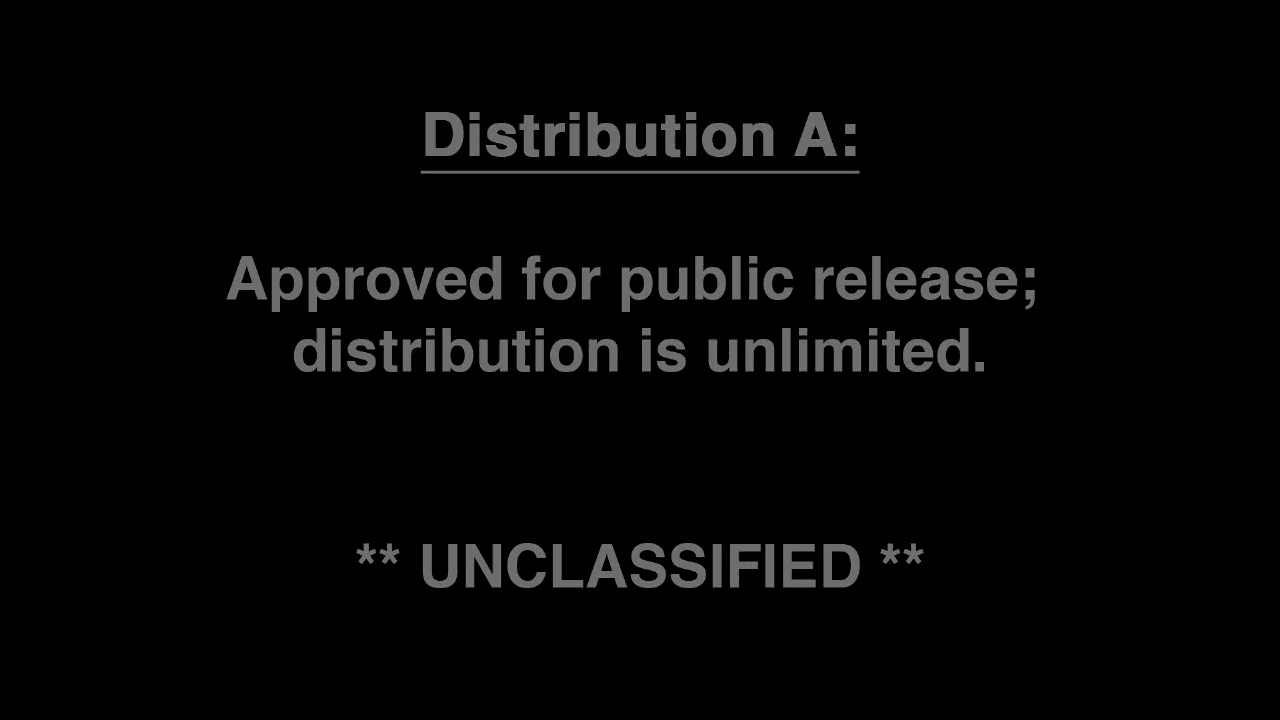 Distribution A:
Approved for public release;
distribution is unlimited.
** UNCLASSIFIED **